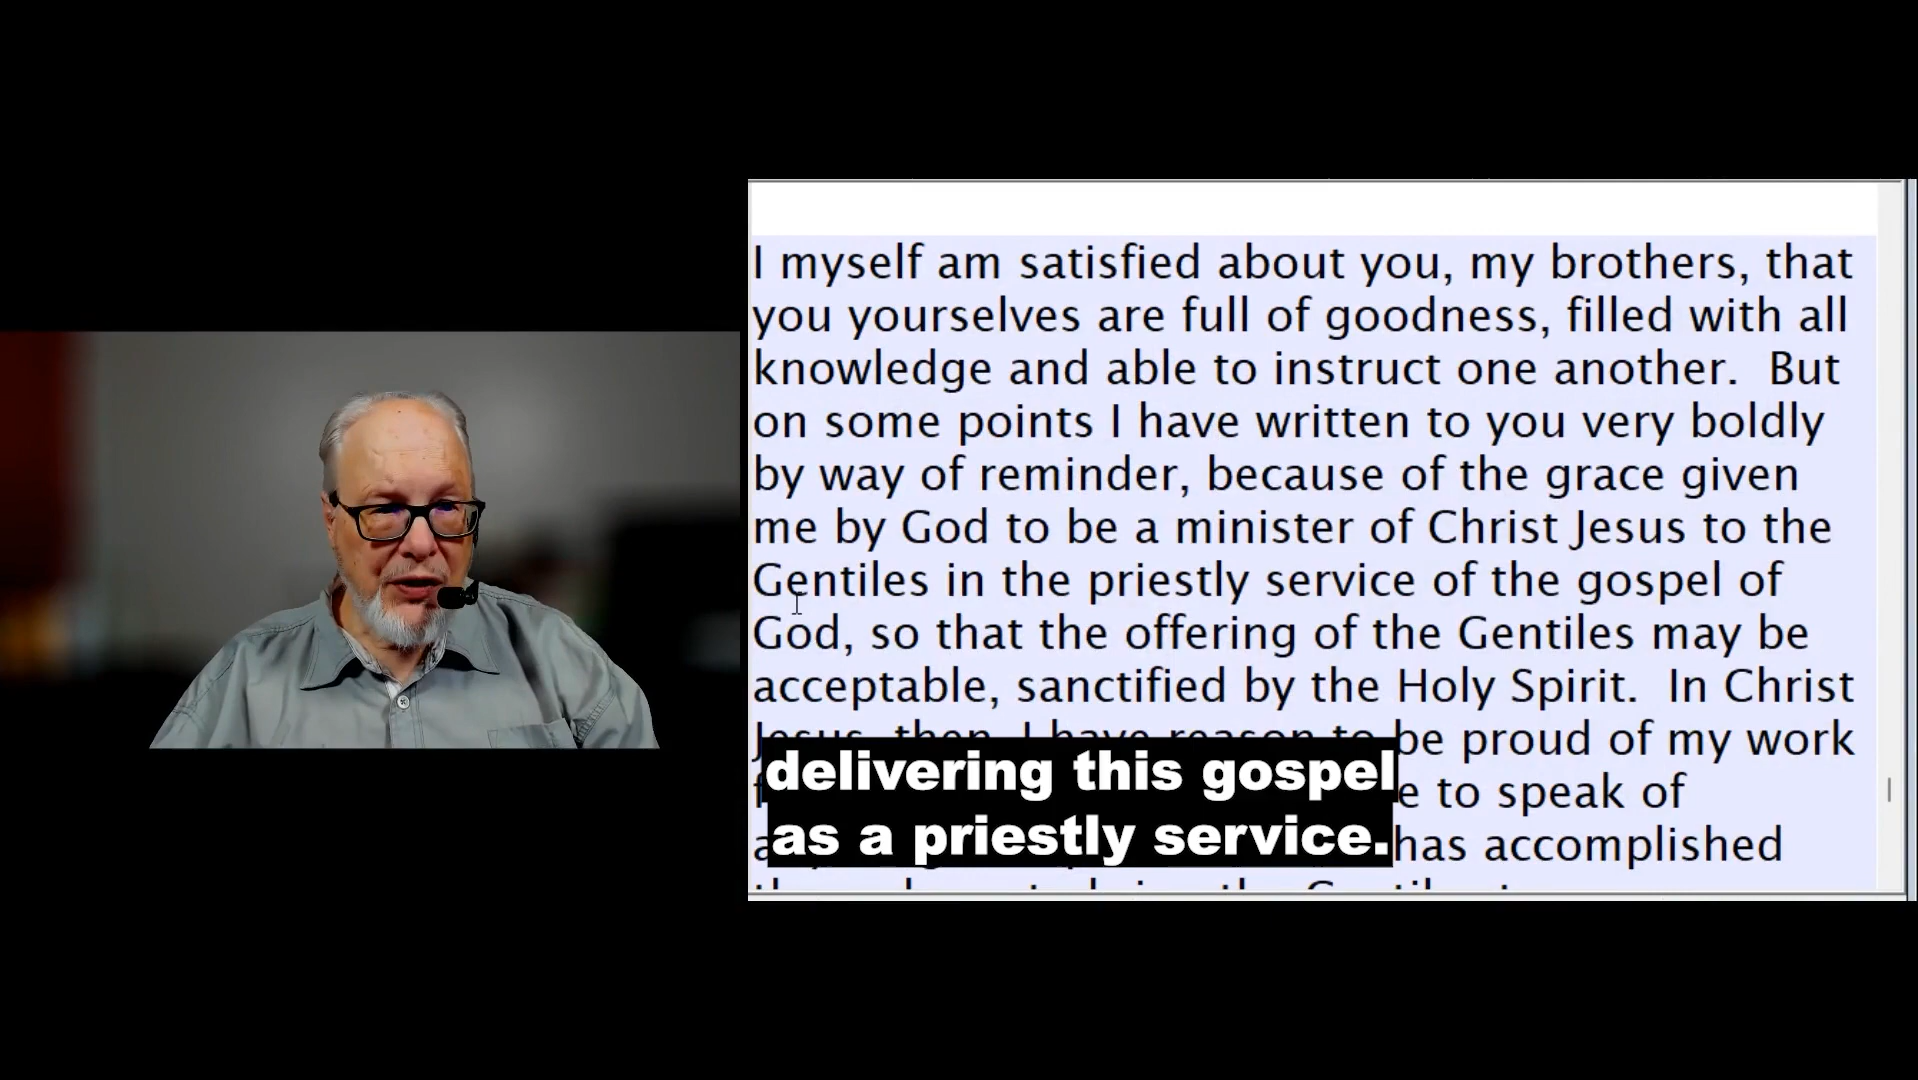 I myself am satisfied about you, my brothers, that
you yourselves are full of goodness, filled with all
knowledge and able to instruct one another.  But
on some points I have written to you very boldly
by way of reminder, because of the grace given
me by God to be a minister of Christ Jesus to the
Gentiles in the priestly service of the gospel of
God, so that the offering of the Gentiles may be
acceptable, sanctified by the Holy Spirit.  In Christ
Jesus, then, I have reason to be proud of my work
to speak of
has accomplished
delivering this gospel
as a priestly service.